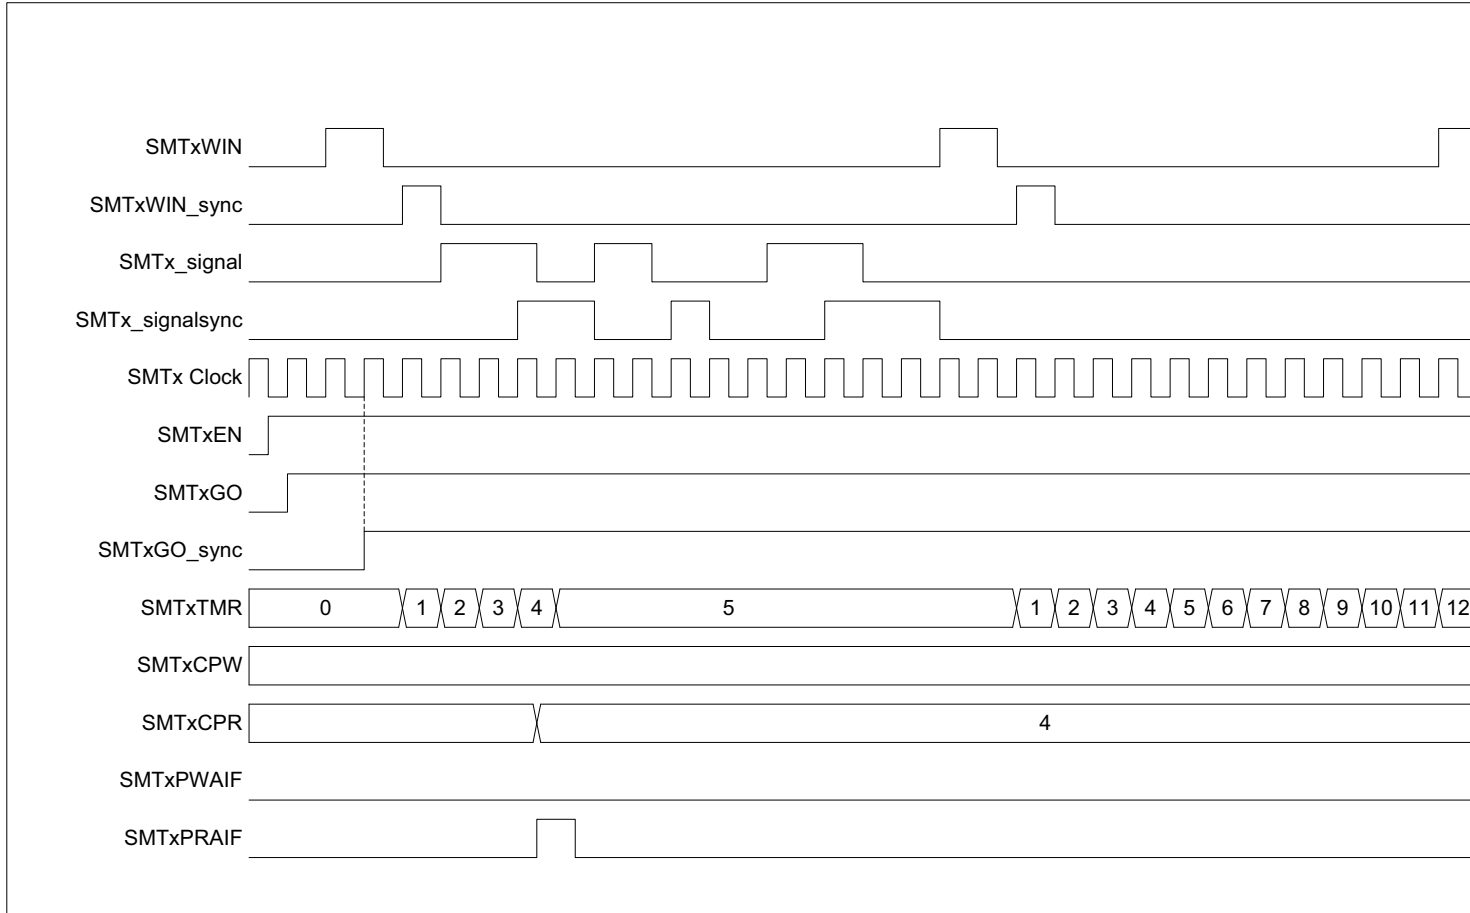 SMTxWIN
SMTxWIN_sync
SMTx_signal
SMTx_signalsync
SMTx Clock
SMTxEN
SMTxGO
SMTxGO_sync
SMTxTMR 0 1 2 3 4 5 1 2 3 4 5 6 7 8 9 10 11 12
SMTxCPW
SMTxCPR 4
SMTxPWAIF
SMTxPRAIF